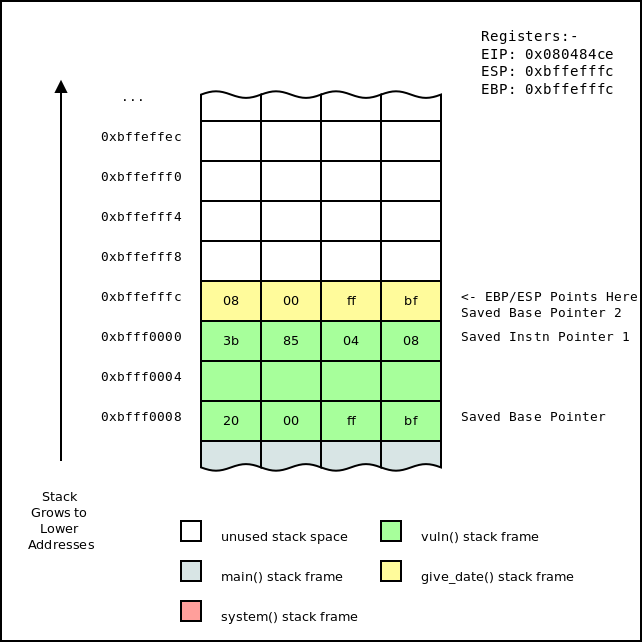 Registers:-
EIP: 0x080484ce
ESP: 0xbffefffc
EBP: 0xbffefffc
...
0xbffeffec
0xbffefff0
0xbffefff4
0xbffefff8
0xbffefffc 08 00 ff bf <- EBP/ESP Points Here
Saved Base Pointer 2
0xbfff0000 3b 85 04 08 Saved Instn Pointer 1
0xbfff0004
0xbfff0008 20 00 ff bf Saved Base Pointer
Stack
Grows to
Lower
Addresses
unused stack space
vuln() stack frame
main() stack frame
give_date() stack frame
system() stack frame